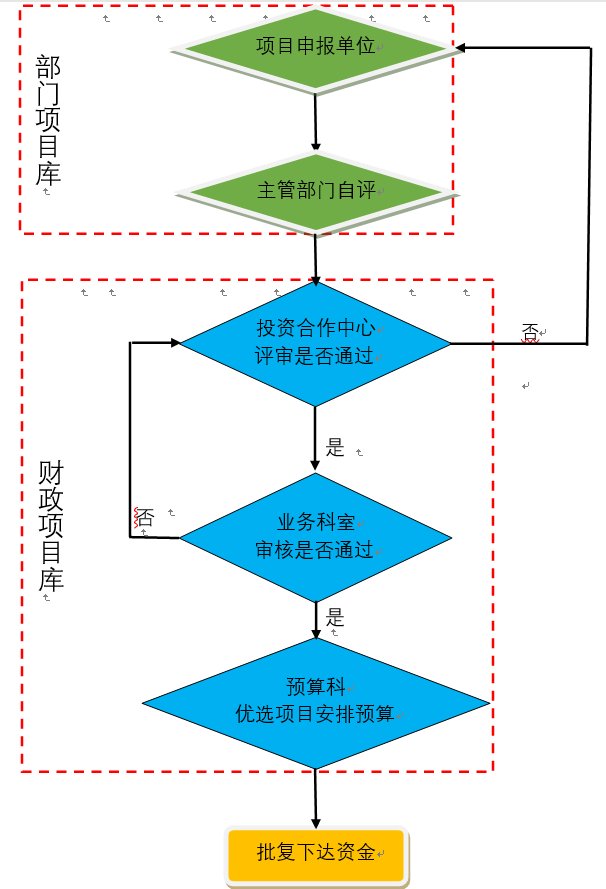 部门项目库
项目申报单位
主管部门自评
投资合作中心
评审是否通过
否
是
财政项目库
否
业务科室
审核是否通过
是
预算科
优选项目安排预算
批复下达资金